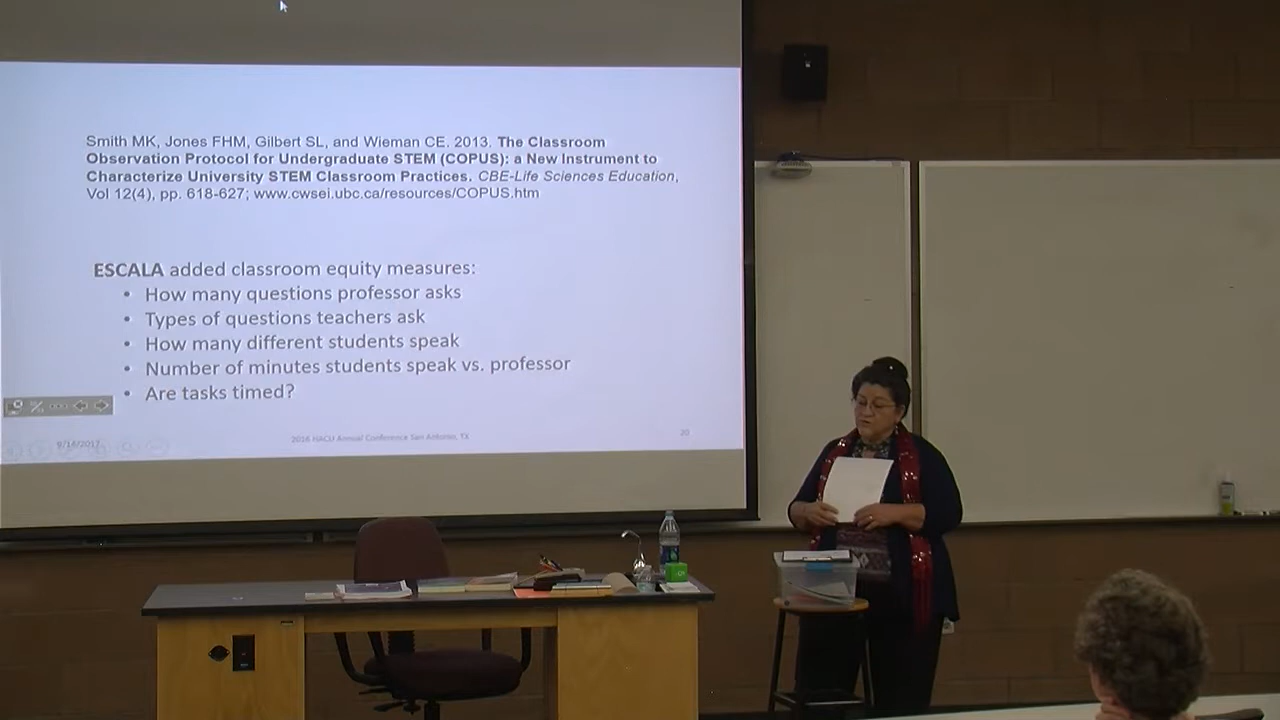 Smith MK, Jones FHM, Gilbert SL, and Wieman CE. 2013. The Classroom
Observation Protocol for Undergraduate STEM (COPUS): a New Instrument to
Characterize University STEM Classroom Practices. CBE-Life Sciences Education,
Vol 12(4), pp. 618-627; www.cwsei.ubc.ca/resources/COPUS.htm
ESCALA added classroom equity measures:
• How many questions professor asks
• Types of questions teachers ask
• How many different students speak
• Number of minutes students speak vs. professor
• Are tasks timed?
9/14/2017
2016 HACU Annual Conference San Antonio, TX
20